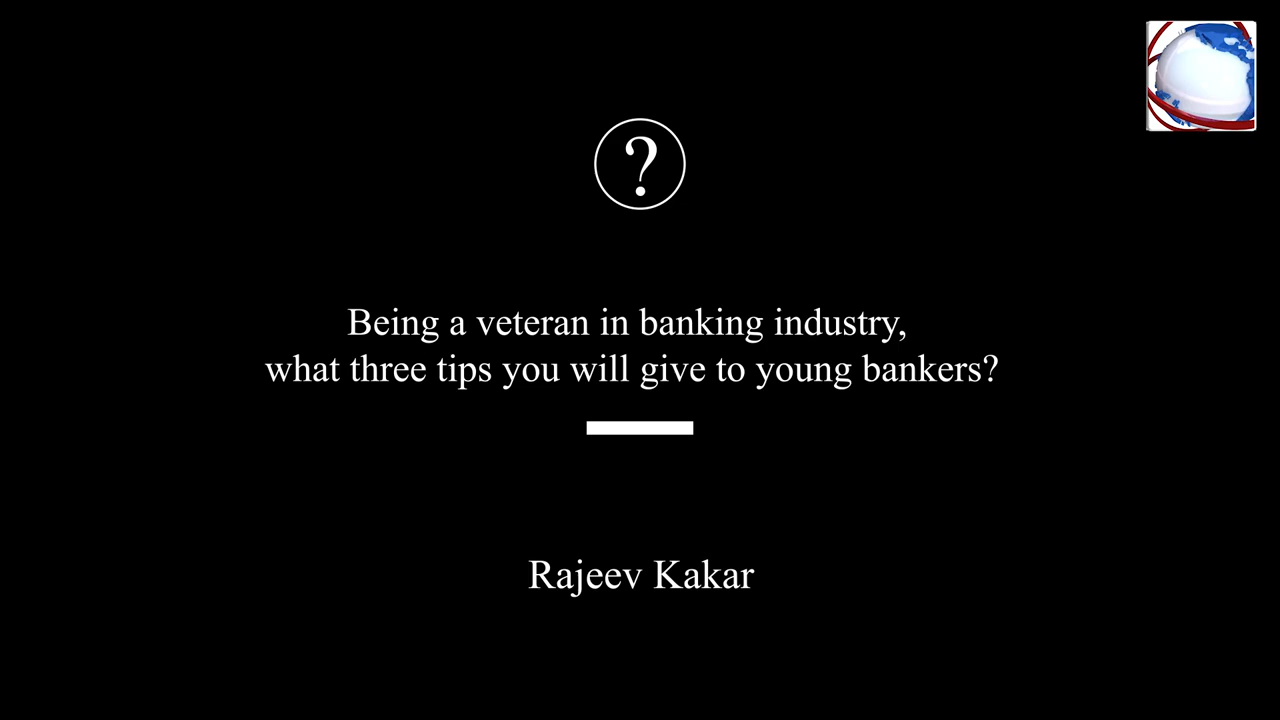 ?
Being a veteran in banking industry,
what three tips you will give to young bankers?
Rajeev Kakar